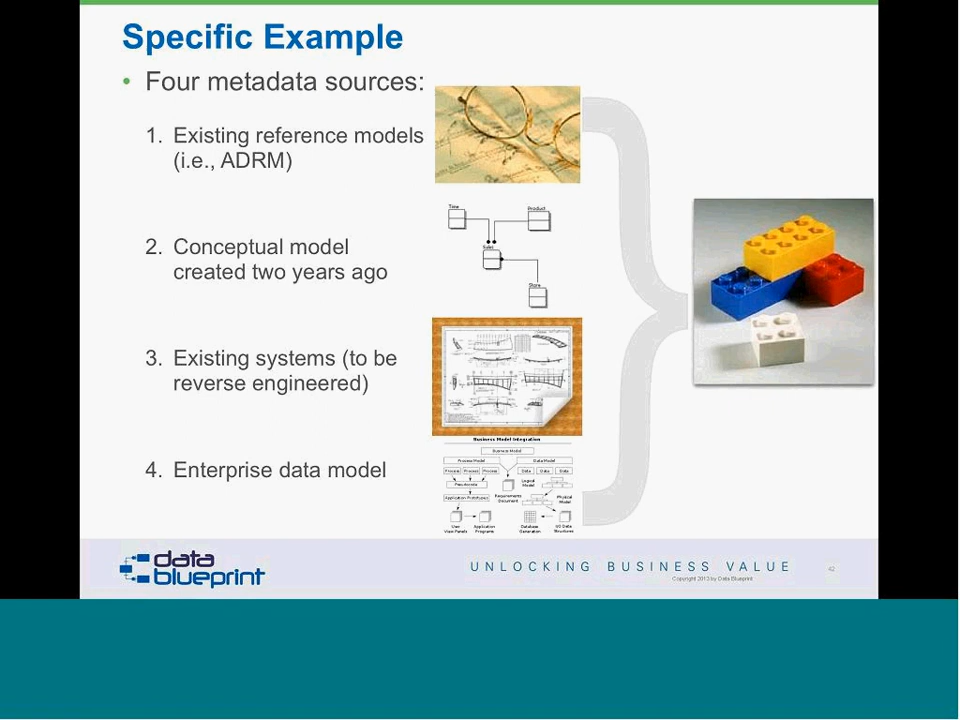 Specific Example
• Four metadata sources:
1. Existing reference models
(i.e., ADRM)
2. Conceptual model
created two years ago
3. Existing systems (to be
reverse engineered)
4. Enterprise data model
Time
Product
Sales
Store
Business Model Integration
Business Model
Process Model
Data Model
Process Process Process
Data Data Data
Pseudocode
Logical
Model
Application Prototypes
Requirements
Document
Physical
Model
User
View Panels
Application
Programs
Database
Generation
data
blueprint
UNLOCKING BUSINESS VALUE
42
Copyright 2013 by Data Blueprint